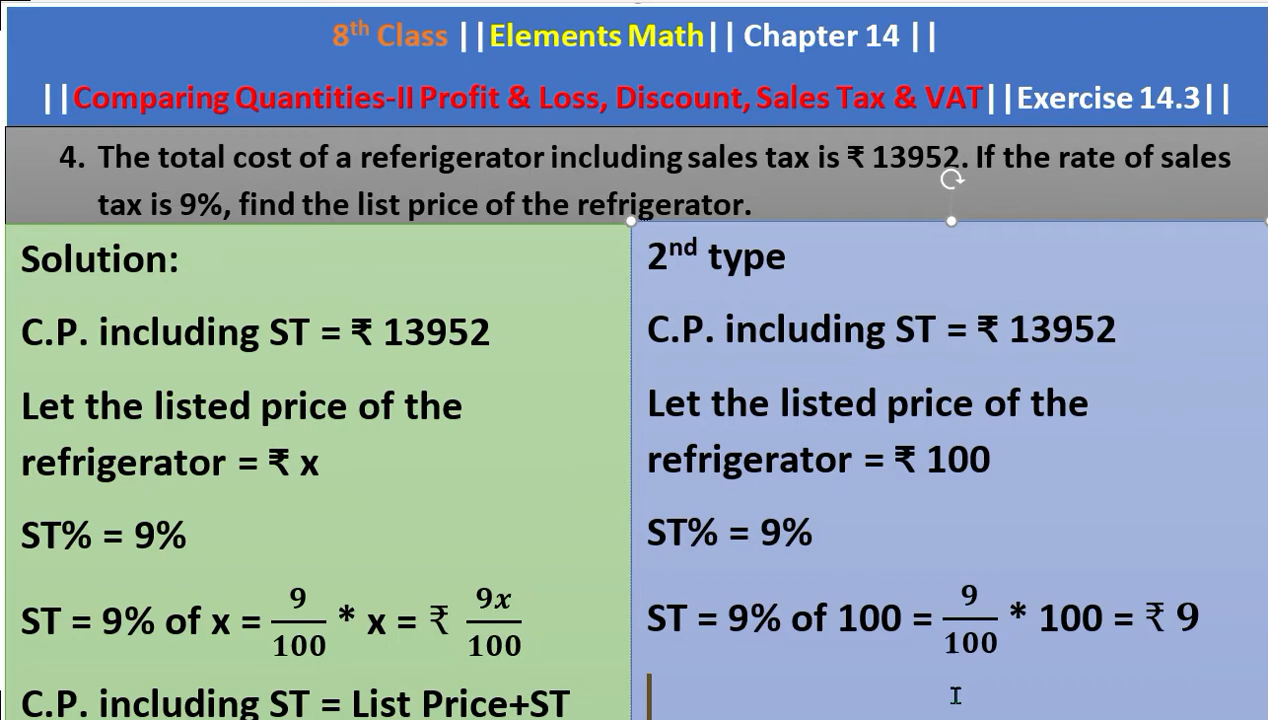 8th Class ||Elements Math|| Chapter 14 ||
||Comparing Quantities-II Profit & Loss, Discount, Sales Tax & VAT||Exercise 14.3||
4. The total cost of a referigerator including sales tax is ₹ 13952. If the rate of sales
tax is 9%, find the list price of the refrigerator.
Solution:
C.P. including ST = ₹ 13952
Let the listed price of the
refrigerator = ₹ x
ST% = 9%
ST = 9% of x = 9/100 * x = ₹ 9x/100
C.P. including ST = List Price+ST
2nd type
C.P. including ST = ₹ 13952
Let the listed price of the
refrigerator = ₹ 100
ST% = 9%
ST = 9% of 100 = 9/100 * 100 = ₹ 9